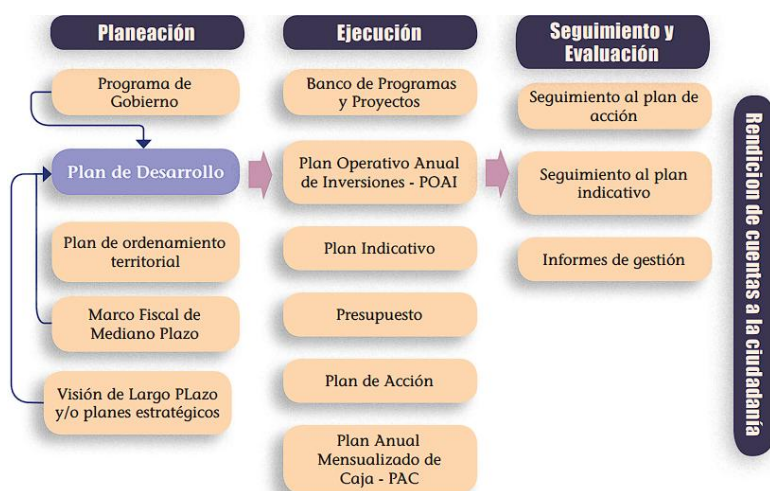 Planeación
Programa de
Gobierno
Plan de Desarrollo
Plan de ordenamiento
territorial
Marco Fiscal de
Mediano Plazo
Visión de Largo PLazo
y/o planes estratégicos
Ejecución
Banco de Programas
y Proyectos
Plan Operativo Anual
de Inversiones - POAI
Plan Indicativo
Presupuesto
Plan de Acción
Plan Anual
Mensualizado de
Caja - PAC
Seguimiento y
Evaluación
Seguimiento al plan de
acción
Seguimiento al plan
indicativo
Informes de gestión
Rendicion de cuentas a la ciudadanía